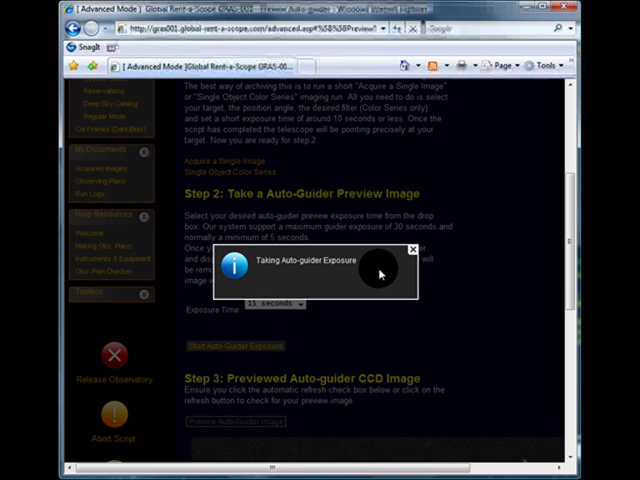 [ Advanced Mode ] Global Rent-a-Scope GRAS-00... Preview Auto-guider - Windows Internet Explorer
http://gras001.global-rent-a-scope.com/advanced.asp#%5B%5BPreview
SnagIt
[ Advanced Mode ]Global Rent-a-Scope GRAS-00...
Page
Tools
Reservations
Deep Sky Catalog
Regular Mode
Cal Frames (Dark/Bias)
My Documents
Acquired Images
Observing Plans
Run Logs
Help Resources
Welcome
Making Obs. Plans
Instruments & Equipment
Obs. Plan Checker
Toolbox
Release Observatory
Abort Script
The best way of archiving this is to run a short "Acquire a Single Image"
or "Single Object Color Series" imaging run. All you need to do is select
your target, the position angle, the desired filter (Color Series only)
and set a short exposure time of around 10 seconds or less. Once the
script has completed the telescope will be pointing precisely at
your target. Now you are ready for step 2.
Acquire a Single Image
Single Object Color Series
Step 2: Take a Auto-Guider Preview Image
Select your desired auto-guider preview exposure time from the drop
box. Our system support a maximum guider exposure of 30 seconds and
normally a minimum of 5 seconds.
Once
and
will
be
image
Taking Auto-guider Exposure
Exposure Time
15 seconds
Start Auto-Guider Exposure
Step 3: Previewed Auto-guider CCD Image
Ensure you click the automatic refresh check box below or click on the
refresh button to check for your preview image.
Preview Auto-Guider Image